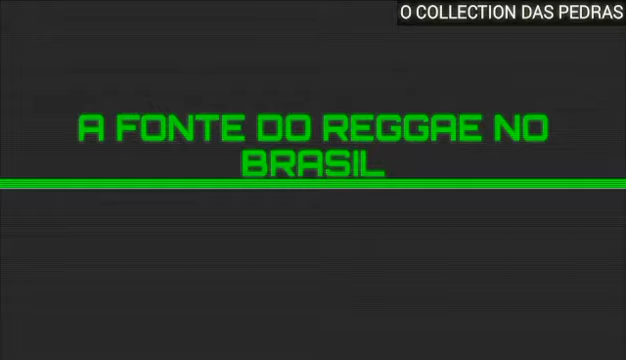 O COLLECTION DAS PEDRAS
A FONTE DO REGGAE NO
BRASIL